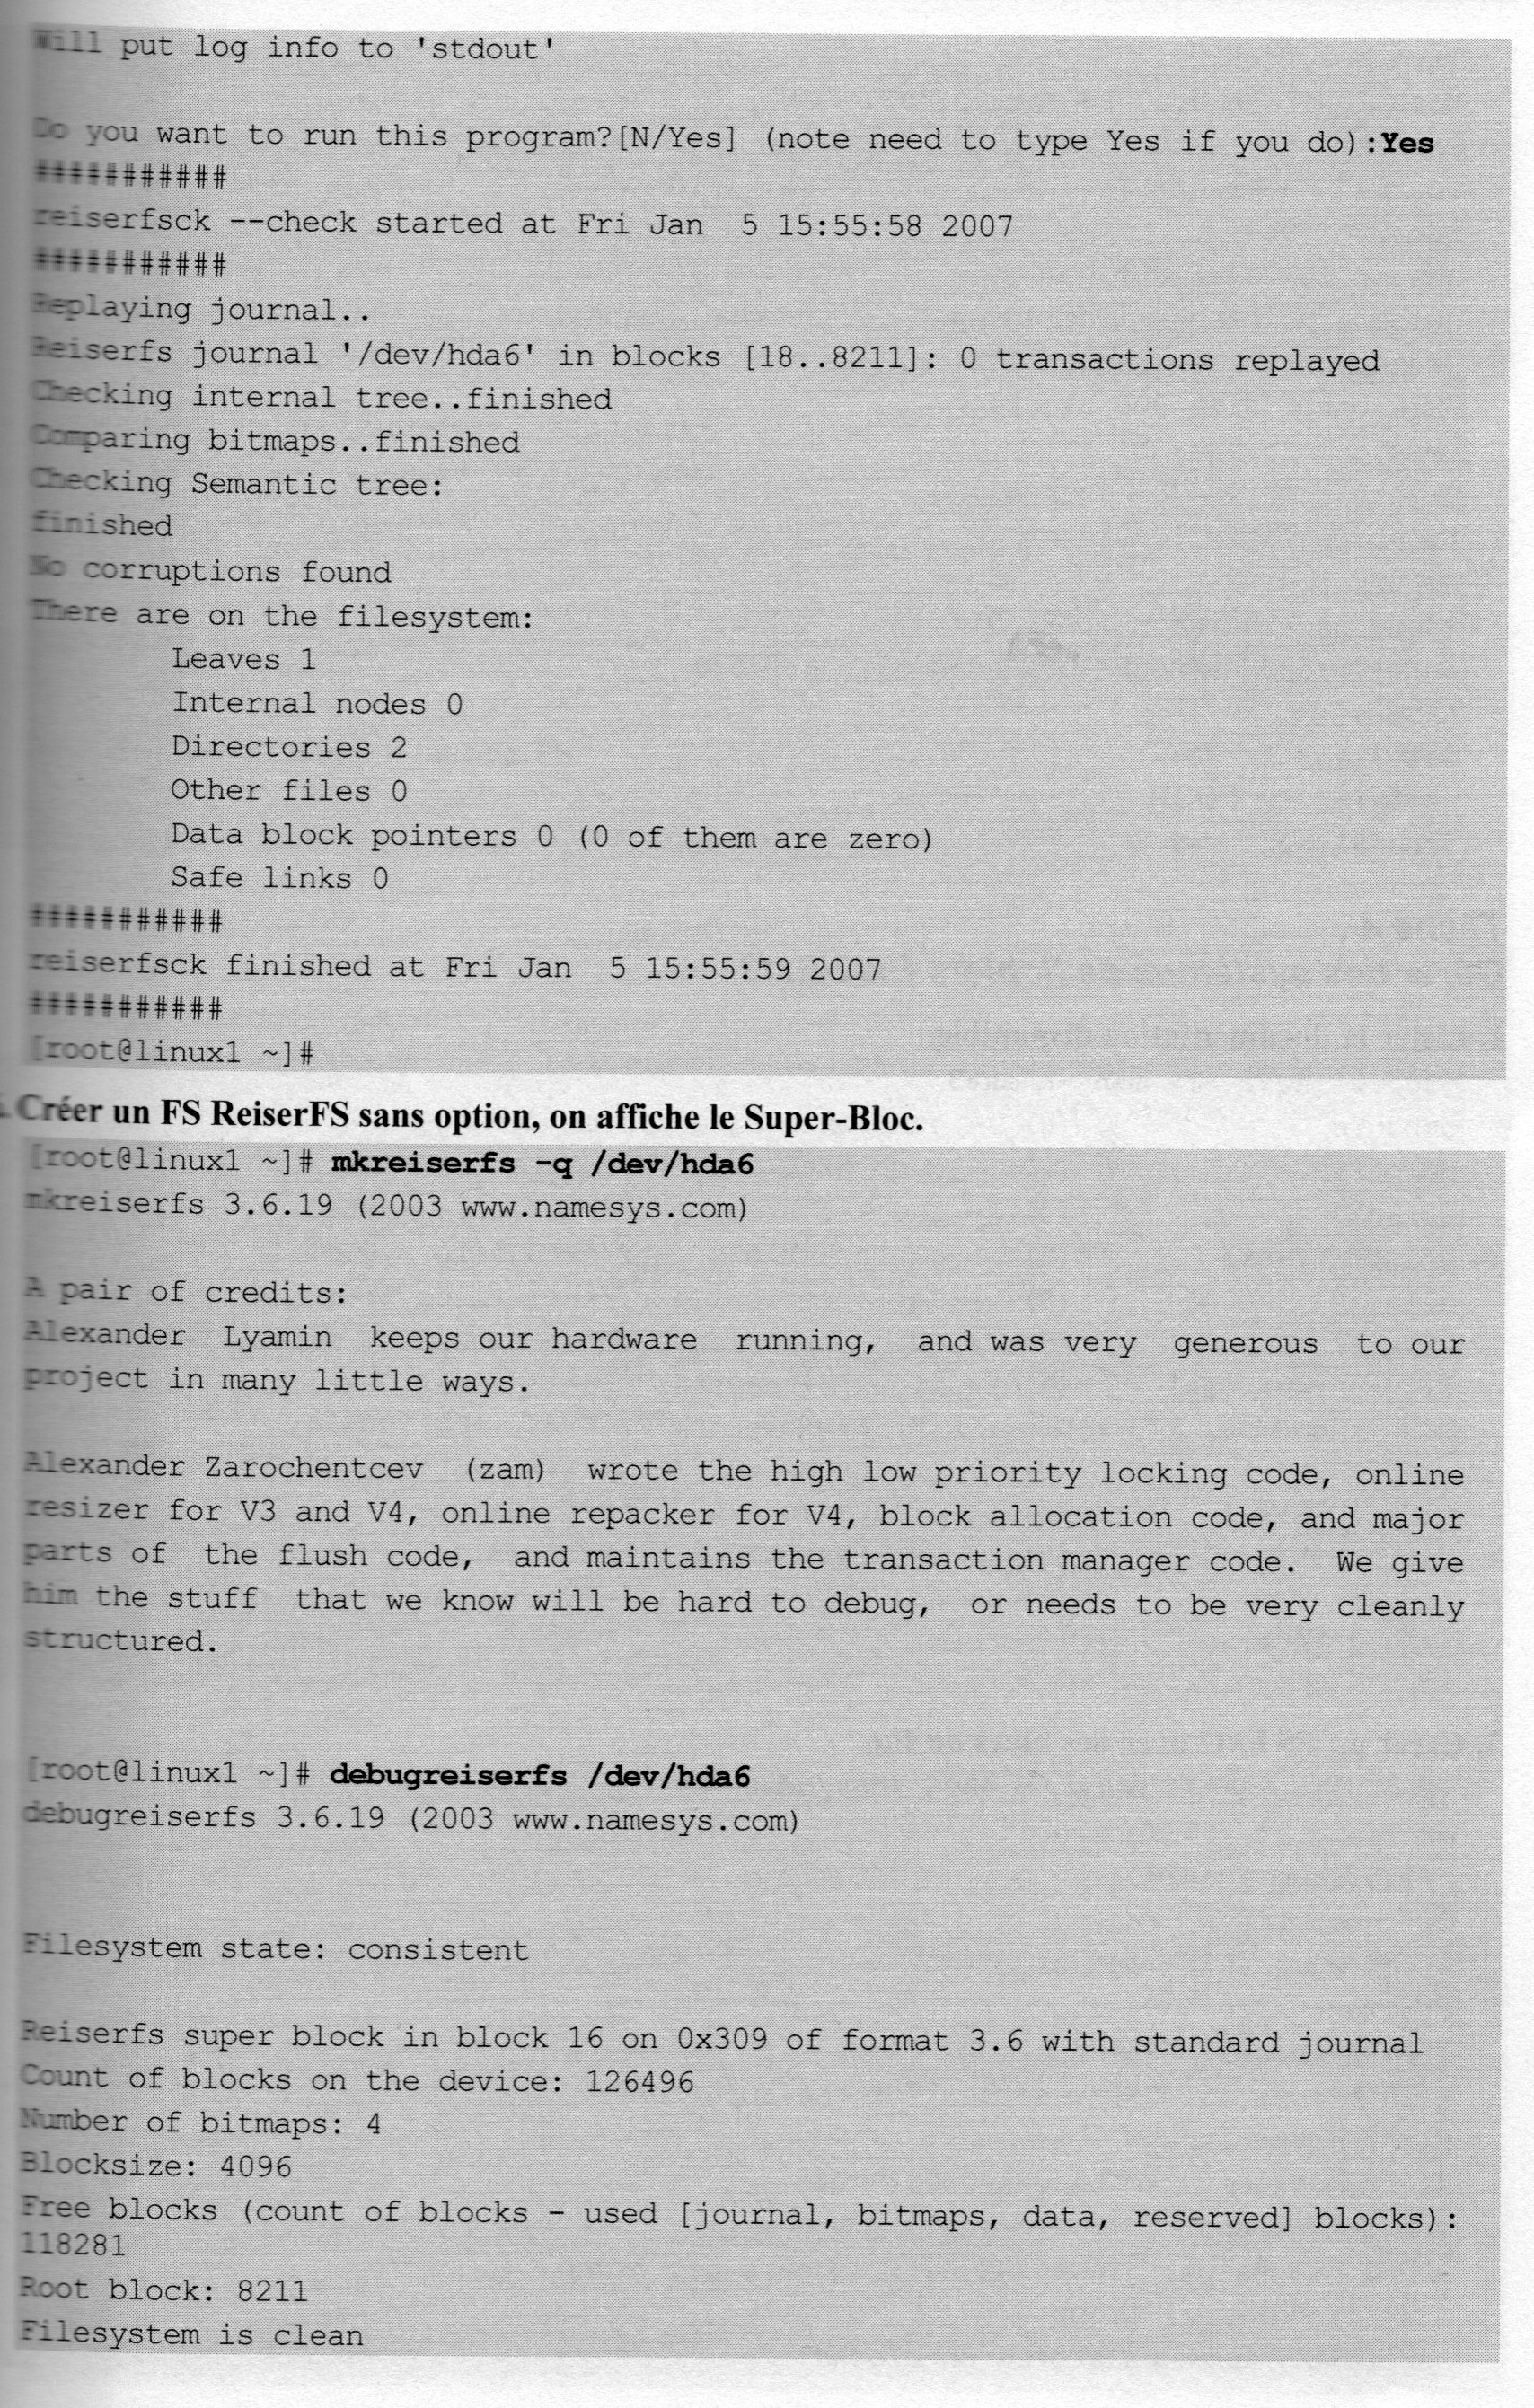 Will put log info to 'stdout'
Do you want to run this program?[N/Yes] (note need to type Yes if you do):Yes
###########
reiserfsck --check started at Fri Jan  5 15:55:58 2007
###########
Replaying journal..
Reiserfs journal '/dev/hda6' in blocks [18..8211]: 0 transactions replayed
Checking internal tree..finished
Comparing bitmaps..finished
Checking Semantic tree:
finished
No corruptions found
There are on the filesystem:
Leaves 1
Internal nodes 0
Directories 2
Other files 0
Data block pointers 0 (0 of them are zero)
Safe links 0
###########
reiserfsck finished at Fri Jan  5 15:55:59 2007
###########
[root@linux1 ~]#
Créer un FS ReiserFS sans option, on affiche le Super-Bloc.
[root@linux1 ~]# mkreiserfs -q /dev/hda6
mkreiserfs 3.6.19 (2003 www.namesys.com)
A pair of credits:
Alexander  Lyamin  keeps our hardware  running,  and was very  generous  to our
project in many little ways.
Alexander Zarochentcev  (zam)  wrote the high low priority locking code, online
resizer for V3 and V4, online repacker for V4, block allocation code, and major
parts of  the flush code,  and maintains the transaction manager code.  We give
him the stuff  that we know will be hard to debug,  or needs to be very cleanly
structured.
[root@linux1 ~]# debugreiserfs /dev/hda6
debugreiserfs 3.6.19 (2003 www.namesys.com)
Filesystem state: consistent
Reiserfs super block in block 16 on 0x309 of format 3.6 with standard journal
Count of blocks on the device: 126496
Number of bitmaps: 4
Blocksize: 4096
Free blocks (count of blocks - used [journal, bitmaps, data, reserved] blocks):
118281
Root block: 8211
Filesystem is clean